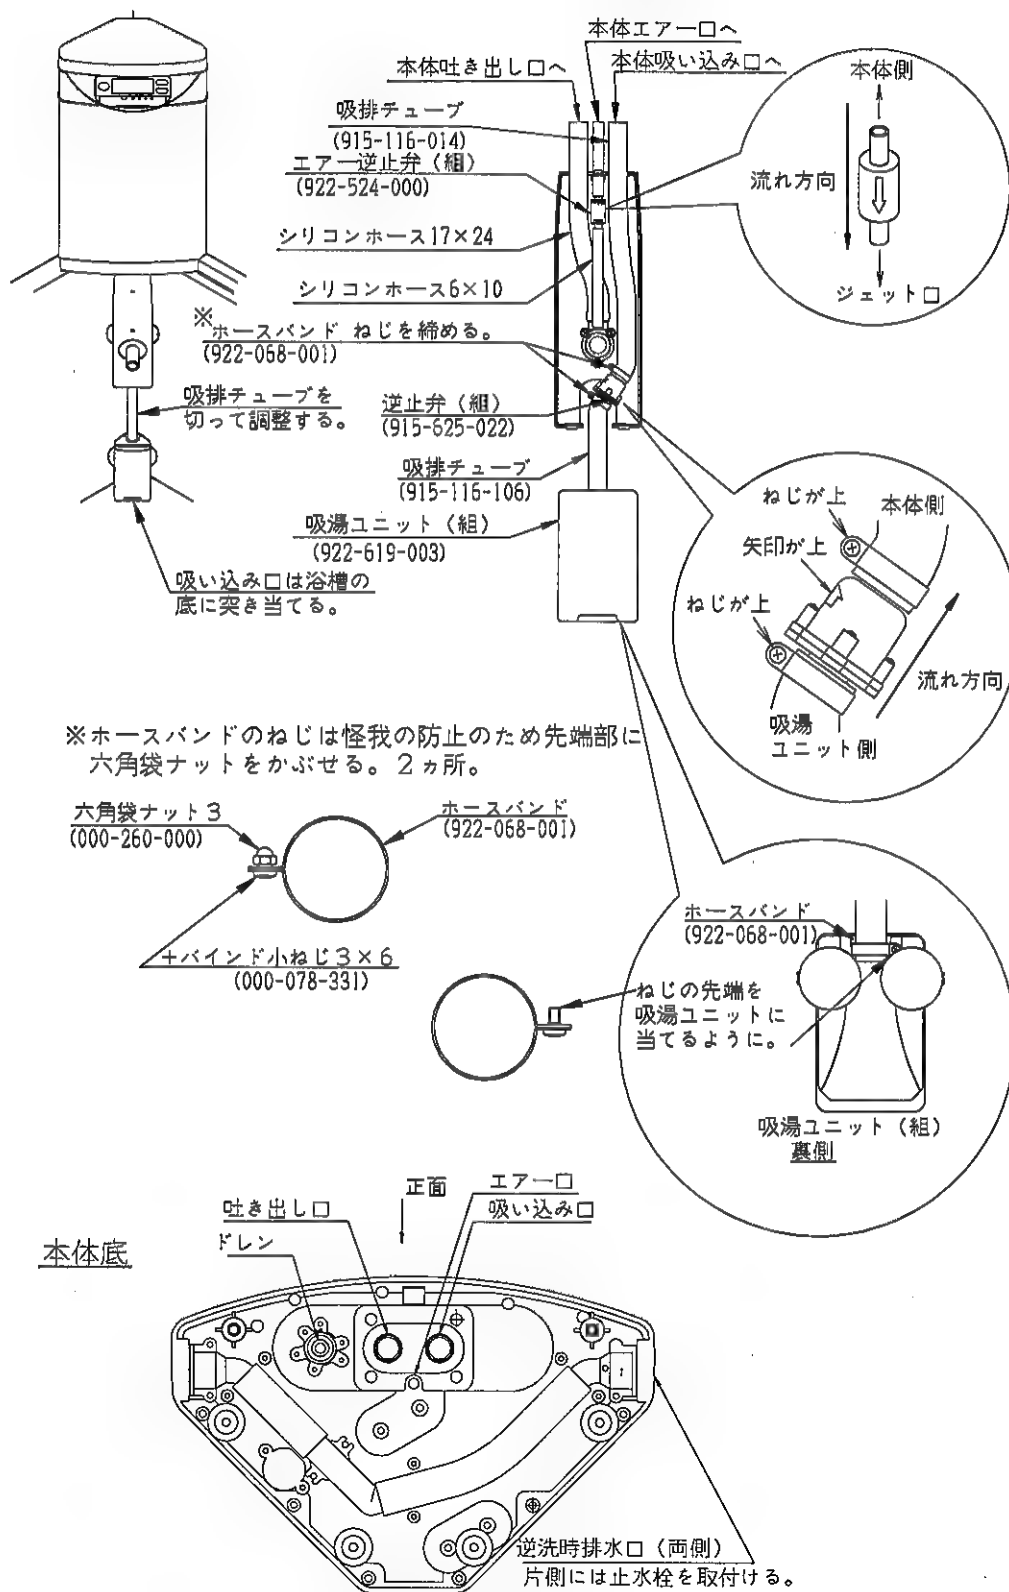 本体エアー口へ
本体吐き出し口へ
本体吸い込み口へ
吸排チューブ
(915-116-014)
エアー逆止弁（組）
(922-524-000)
シリコンホース17×24
シリコンホース6×10
※ホースバンド ねじを締める。
(922-068-001)
吸排チューブを
切って調整する。
逆止弁（組）
(915-625-022)
吸排チューブ
(915-116-106)
吸湯ユニット（組）
(922-619-003)
吸い込み口は浴槽の
底に突き当てる。
本体側
流れ方向
ジェット口
ねじが上
本体側
矢印が上
ねじが上
流れ方向
吸湯
ユニット側
※ホースバンドのねじは怪我の防止のため先端部に
六角袋ナットをかぶせる。2ヵ所。
六角袋ナット3
(000-260-000)
ホースバンド
(922-068-001)
+バインド小ねじ3×6
(000-078-331)
ホースバンド
(922-068-001)
ねじの先端を
吸湯ユニットに
当てるように。
吸湯ユニット（組）
裏側
本体底
正面
吐き出し口
ドレン
エアー口
吸い込み口
逆洗時排水口（両側）
片側には止水栓を取付ける。